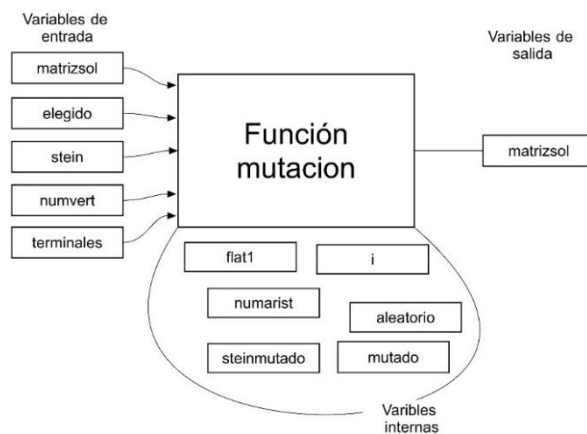 Variables de
entrada
matrizsol
elegido
stein
numvert
terminales
Función
mutacion
Variables de
salida
matrizsol
flat1
i
numarist
aleatorio
steinmutado
mutado
Varibles
internas